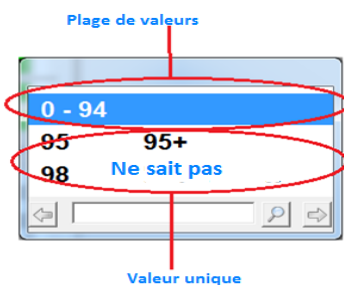 Plage de valeurs
0 - 94
95 95+
98 Ne sait pas
Valeur unique